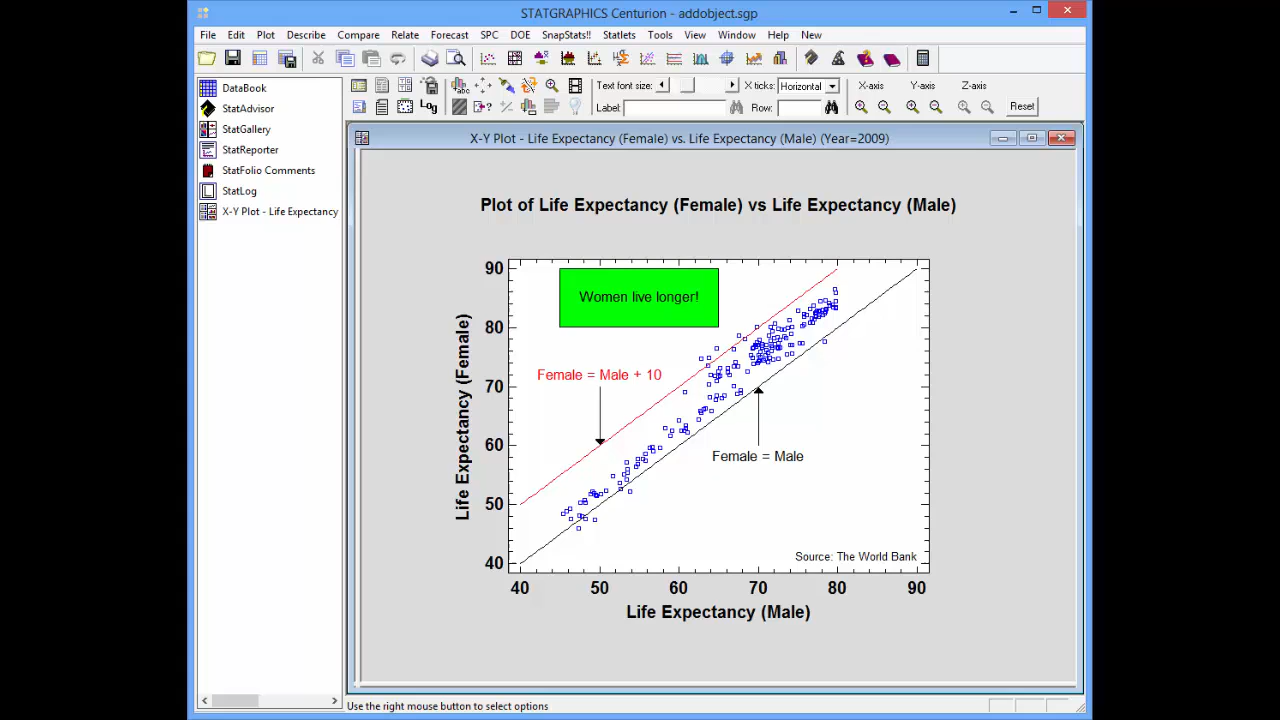 STATGRAPHICS Centurion - addobject.sgp
File Edit Plot Describe Compare Relate Forecast SPC DOE SnapStats!! Statlets Tools View Window Help New
Text font size: X ticks: Horizontal X-axis Y-axis Z-axis
Log Label: Row: Reset
DataBook
StatAdvisor
StatGallery
StatReporter
StatFolio Comments
StatLog
X-Y Plot - Life Expectancy
X-Y Plot - Life Expectancy (Female) vs. Life Expectancy (Male) (Year=2009)
Plot of Life Expectancy (Female) vs Life Expectancy (Male)
Life Expectancy (Female)
90
80
70
60
50
40
Women live longer!
Female = Male + 10
Female = Male
Source: The World Bank
40 50 60 70 80 90
Life Expectancy (Male)
Use the right mouse button to select options